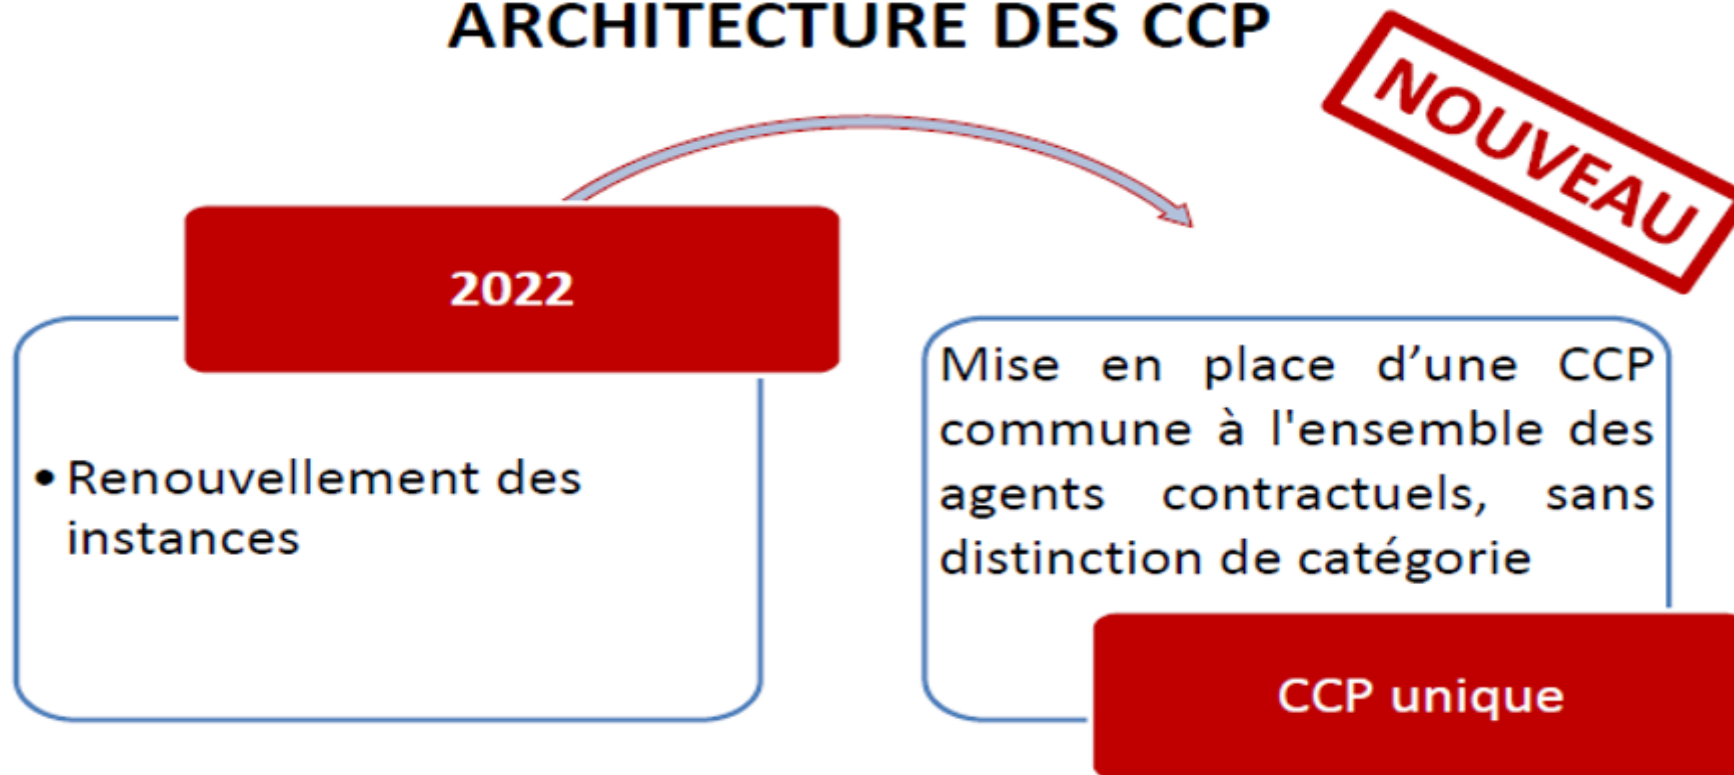 ARCHITECTURE DES CCP
NOUVEAU
2022
• Renouvellement des
instances
Mise en place d’une CCP
commune à l'ensemble des
agents contractuels, sans
distinction de catégorie
CCP unique